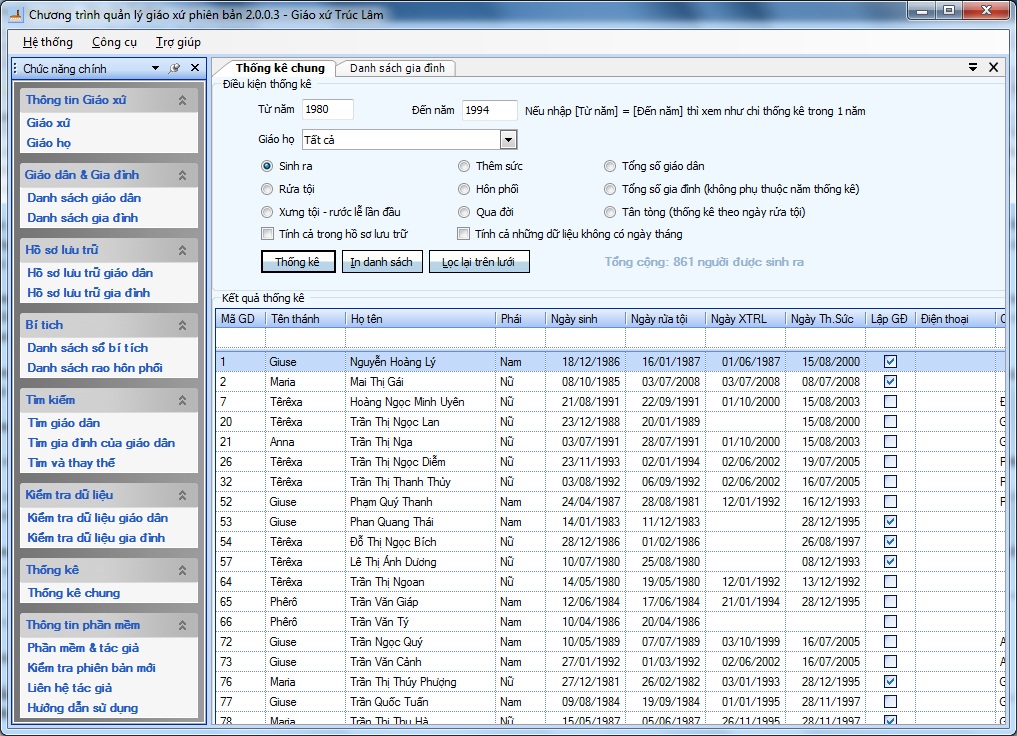 Chương trình quản lý giáo xứ phiên bản 2.0.0.3 - Giáo xứ Trúc Lâm
Hệ thống Công cụ Trợ giúp
Chức năng chính
Thông tin Giáo xứ
Giáo xứ
Giáo họ
Giáo dân & Gia đình
Danh sách giáo dân
Danh sách gia đình
Hồ sơ lưu trữ
Hồ sơ lưu trữ giáo dân
Hồ sơ lưu trữ gia đình
Bí tích
Danh sách sổ bí tích
Danh sách rao hôn phối
Tìm kiếm
Tìm giáo dân
Tìm gia đình của giáo dân
Tìm và thay thế
Kiểm tra dữ liệu
Kiểm tra dữ liệu giáo dân
Kiểm tra dữ liệu gia đình
Thống kê
Thống kê chung
Thông tin phần mềm
Phần mềm & tác giả
Kiểm tra phiên bản mới
Liên hệ tác giả
Hướng dẫn sử dụng
Thống kê chung Danh sách gia đình
Điều kiện thống kê
Từ năm 1980 Đến năm 1994 Nếu nhập [Từ năm] = [Đến năm] thì xem như chỉ thống kê trong 1 năm
Giáo họ Tất cả
Sinh ra Thêm sức Tổng số giáo dân
Rửa tội Hôn phối Tổng số gia đình (không phụ thuộc năm thống kê)
Xưng tội - rước lễ lần đầu Qua đời Tân tòng (thống kê theo ngày rửa tội)
Tính cả trong hồ sơ lưu trữ Tính cả những dữ liệu không có ngày tháng
Thống kê In danh sách Lọc lại trên lưới Tổng cộng: 861 người được sinh ra
Kết quả thống kê
Mã GD Tên thánh Họ tên Phái Ngày sinh Ngày rửa tội Ngày XTRL Ngày Th.Sức Lập GĐ Điện thoại
1 Giuse Nguyễn Hoàng Lý Nam 18/12/1986 16/01/1987 01/06/1987 15/08/2000
2 Maria Mai Thị Gái Nữ 08/10/1985 03/07/2008 03/07/2008 08/07/2008
7 Têrêxa Hoàng Ngọc Minh Uyên Nữ 21/08/1991 22/09/1991 01/10/2000 15/08/2003
20 Têrêxa Trần Thị Ngọc Lan Nữ 23/12/1988 20/01/1989 15/08/2000
21 Anna Trần Thị Nga Nữ 03/07/1991 28/07/1991 01/10/2000 15/08/2003
26 Têrêxa Trần Thị Ngọc Diễm Nữ 23/11/1993 02/01/1994 02/06/2002 19/07/2005
32 Têrêxa Trần Thị Thanh Thủy Nữ 03/08/1992 06/09/1992 02/06/2002 16/07/2005
52 Giuse Phạm Quý Thanh Nam 24/04/1987 28/08/1981 12/01/1992 16/12/1993
53 Giuse Phan Quang Thái Nam 14/01/1983 11/12/1983 28/12/1995
54 Têrêxa Đỗ Thị Ngọc Bích Nữ 28/12/1986 01/02/1986 26/08/1997
57 Têrêxa Lê Thị Ánh Dương Nữ 10/07/1980 25/08/1980 08/12/1993
64 Têrêxa Trần Thị Ngoan Nữ 14/05/1980 19/05/1980 12/01/1992 13/12/1992
65 Phêrô Trần Văn Giáp Nam 12/06/1984 17/06/1984 21/01/1994 28/12/1995
66 Phêrô Trần Văn Tý Nam 10/04/1986 20/04/1986
72 Giuse Trần Ngọc Quý Nam 10/05/1989 07/07/1989 03/10/1999 16/07/2005
73 Giuse Trần Văn Cảnh Nam 27/01/1992 01/03/1992 02/06/2002 16/07/2005
76 Maria Trần Thị Thúy Phượng Nữ 27/12/1981 26/02/1982 03/01/1993 28/12/1995
77 Giuse Trần Quốc Tuấn Nam 09/08/1984 19/09/1984 01/01/1995 28/11/1997
78 Maria Trần Thị Thu Hà Nữ 15/05/1987 05/06/1987 26/11/1995 28/11/1997